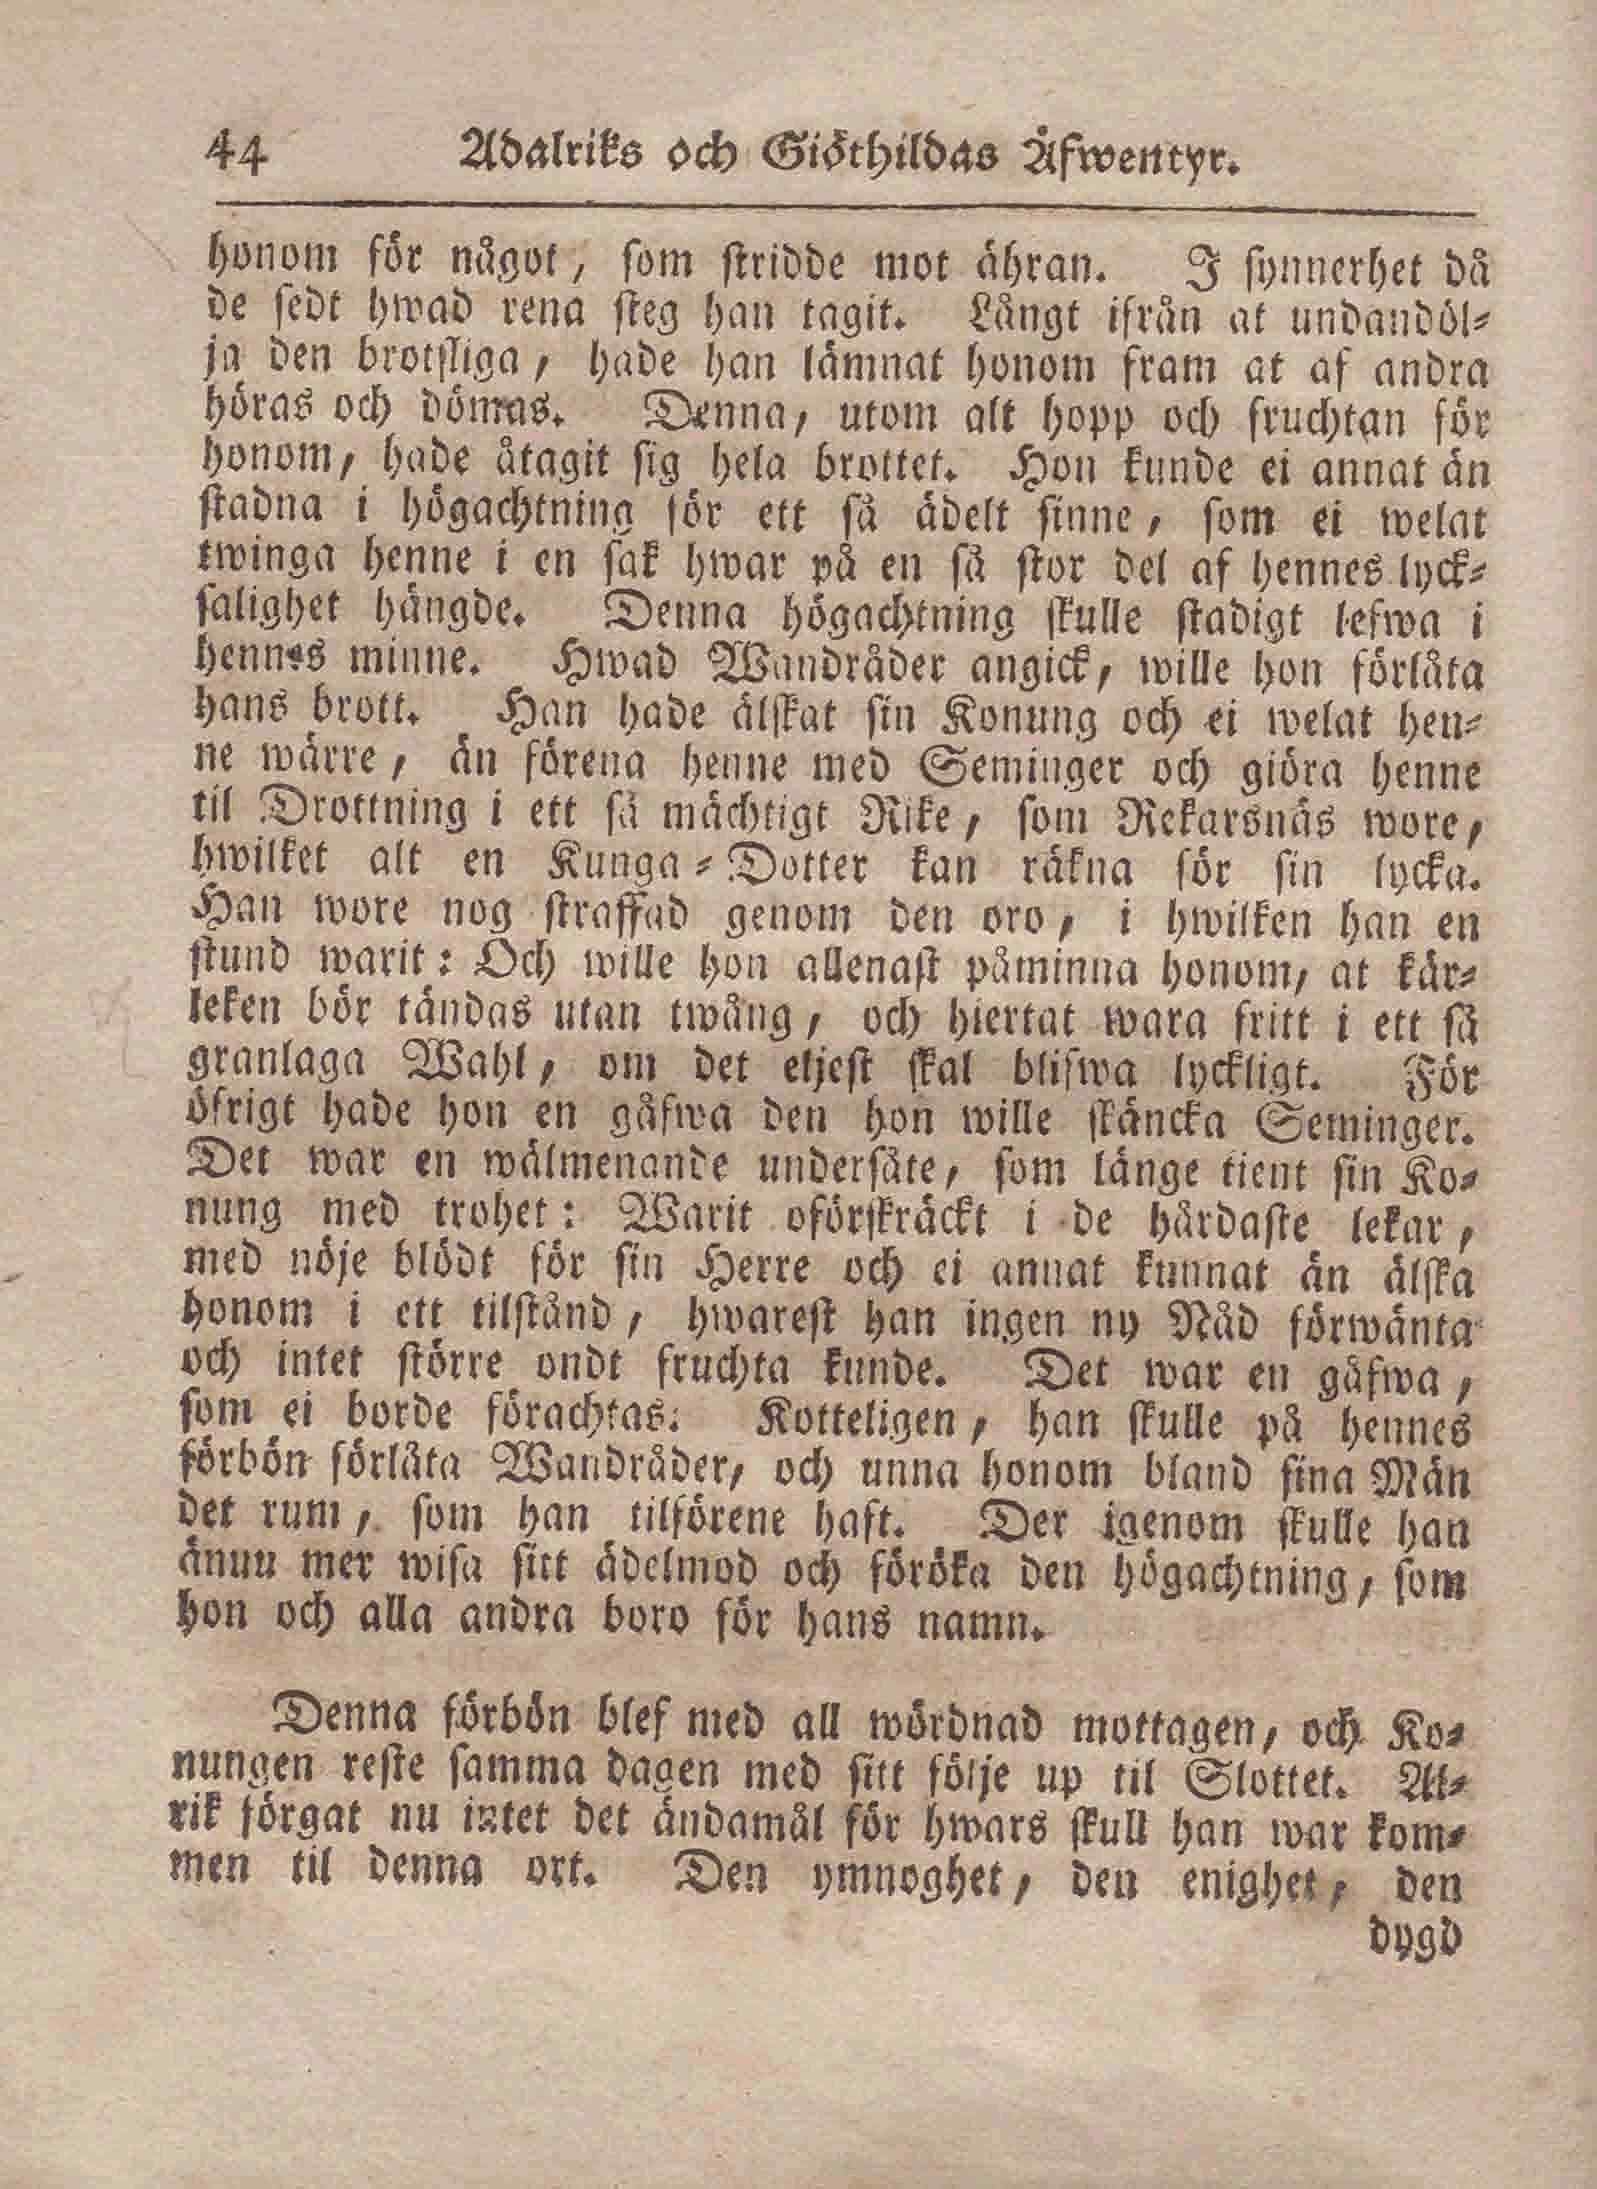 44 Adalriks och Giöthildas Äfwentyr.
honom för något, som stridde mot ähran. I synnerhet då
de sedt hwad rena steg han tagit. Långt ifrån at undandöl-
ja den brotsliga, hade han lämnat honom fram at af andra
höras och dömas. Denna, utom alt hopp och fruchtan för
honom, hade åtagit sig hela brottet. Hon kunde ei annat än
stadna i högachtning för ett så ädelt sinne, som ei welat
twinga henne i en sak hwar på en så stor del af hennes lyck-
salighet hängde. Denna högachtning skulle stadigt lefwa i
hennes minne. Hwad Wandråder angick, wille hon förlåta
hans brott. Han hade älskat sin Konung och ei welat hen-
ne wärre, än förena henne med Seminger och giöra henne
til Drottning i ett så mächtigt Rike, som Rekarsnäs wore,
hwilket alt en Kunga-Dotter kan räkna för sin lycka.
Han wore nog straffad genom den oro, i hwilken han en
stund warit: Och wille hon allenast påminna honom, at kär-
leken bör tändas utan twång, och hiertat wara fritt i ett så
granlaga Wahl, om det eljest skal blifwa lyckligt. För
öfrigt hade hon en gåfwa den hon wille skäncka Seminger.
Det war en wälmenande undersåte, som länge tient sin Ko-
nung med trohet: Warit oförskräckt i de hårdaste lekar,
med nöje blödt för sin Herre och ei annat kunnat än älska
honom i ett tilstånd, hwarest han ingen ny Nåd förwänta
och intet större ondt fruchta kunde. Det war en gåfwa,
som ei borde förachtas. Kotteligen, han skulle på hennes
förbön förlåta Wandråder, och unna honom bland sina Män
det rum, som han tilförene haft. Der igenom skulle han
änuu mer wisa sitt ädelmod och föröka den högachtning, som
hon och alla andra boro för hans namn.
Denna förbön blef med all wördnad mottagen, och Ko-
nungen reste samma dagen med sitt följe up til Slottet. Al-
rik förgat nu intet det ändamål för hwars skull han war kom-
men til denna ort. Den ymnoghet, den enighet, den
dygd